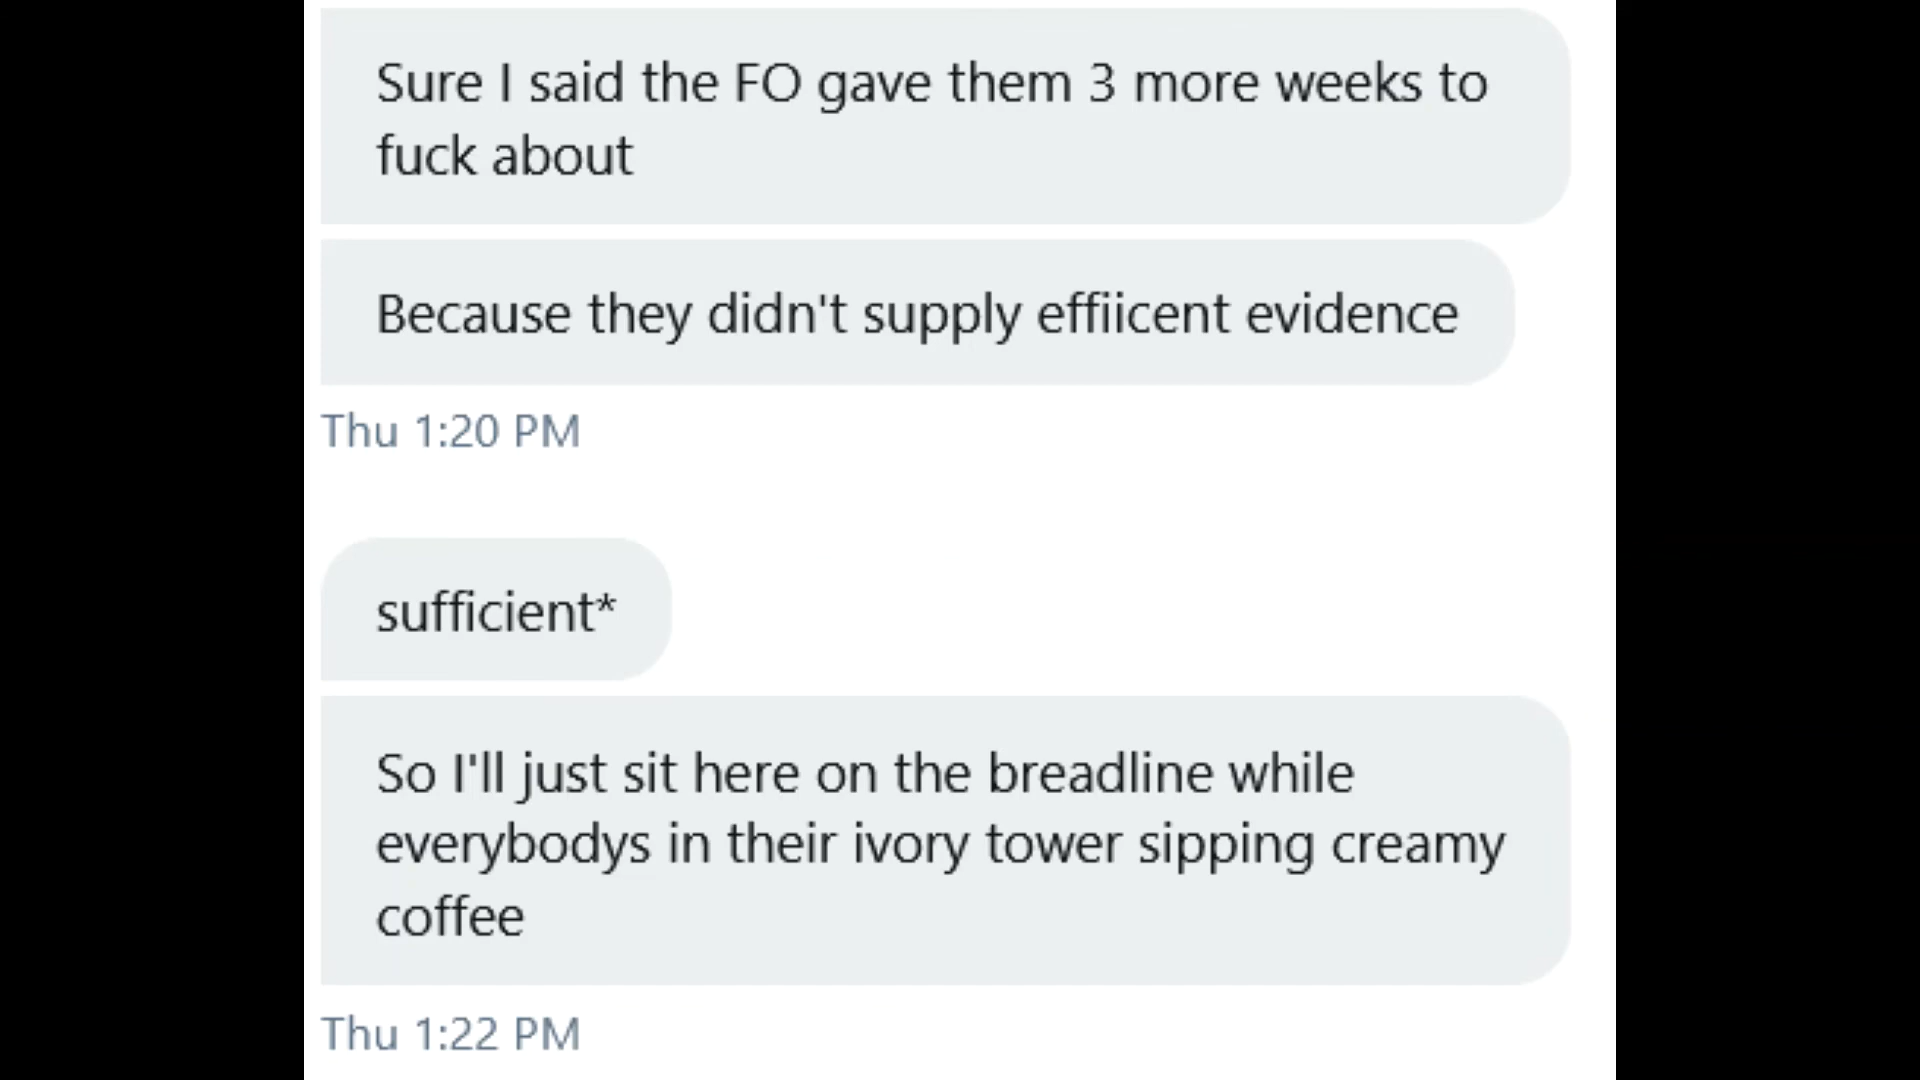 Sure I said the FO gave them 3 more weeks to
fuck about
Because they didn't supply effiicent evidence
Thu 1:20 PM
sufficient*
So I'll just sit here on the breadline while
everybodys in their ivory tower sipping creamy
coffee
Thu 1:22 PM